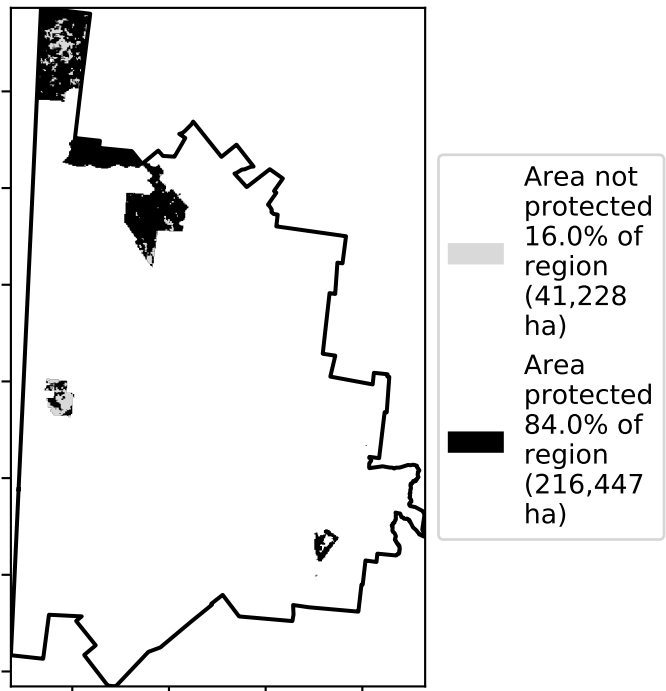 Area not
protected
16.0% of
region
(41,228
ha)
Area
protected
84.0% of
region
(216,447
ha)